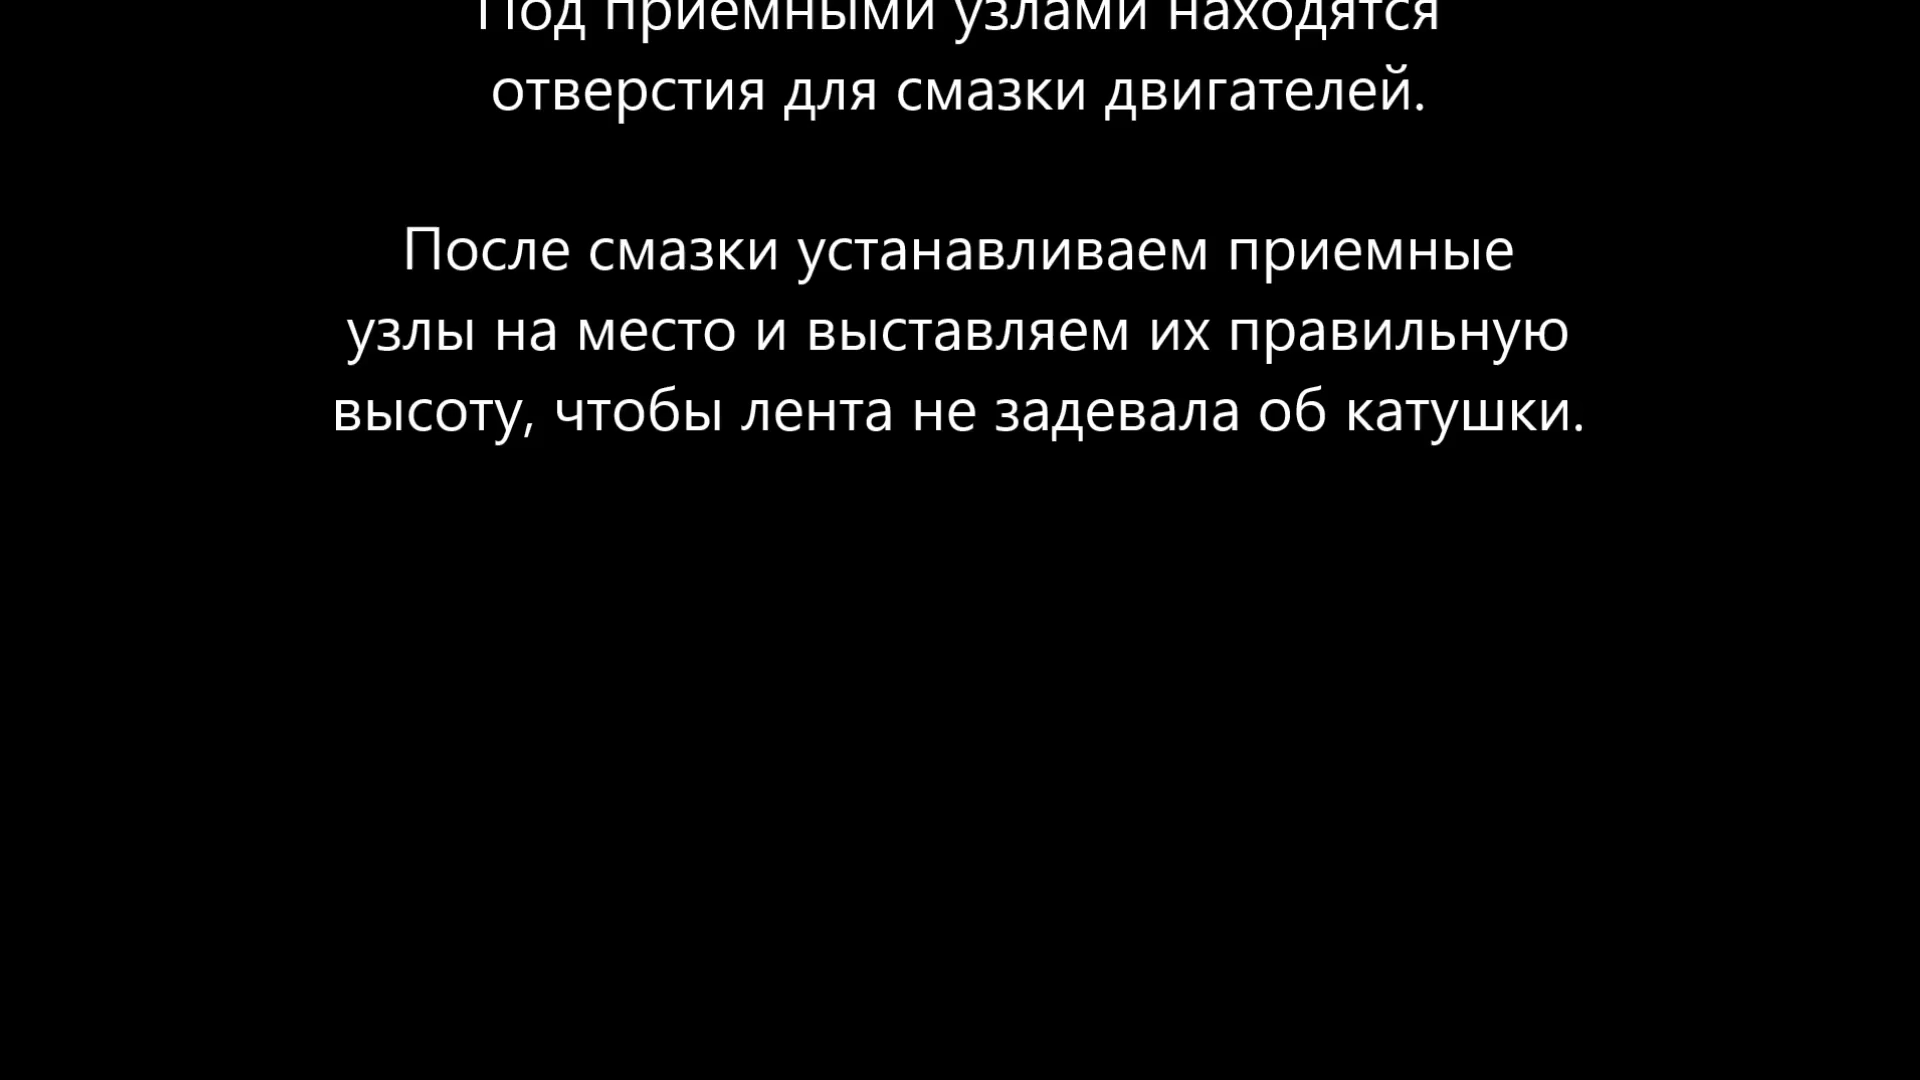 Под приемными узлами находятся
отверстия для смазки двигателей.
После смазки устанавливаем приемные
узлы на место и выставляем их правильную
высоту, чтобы лента не задевала об катушки.